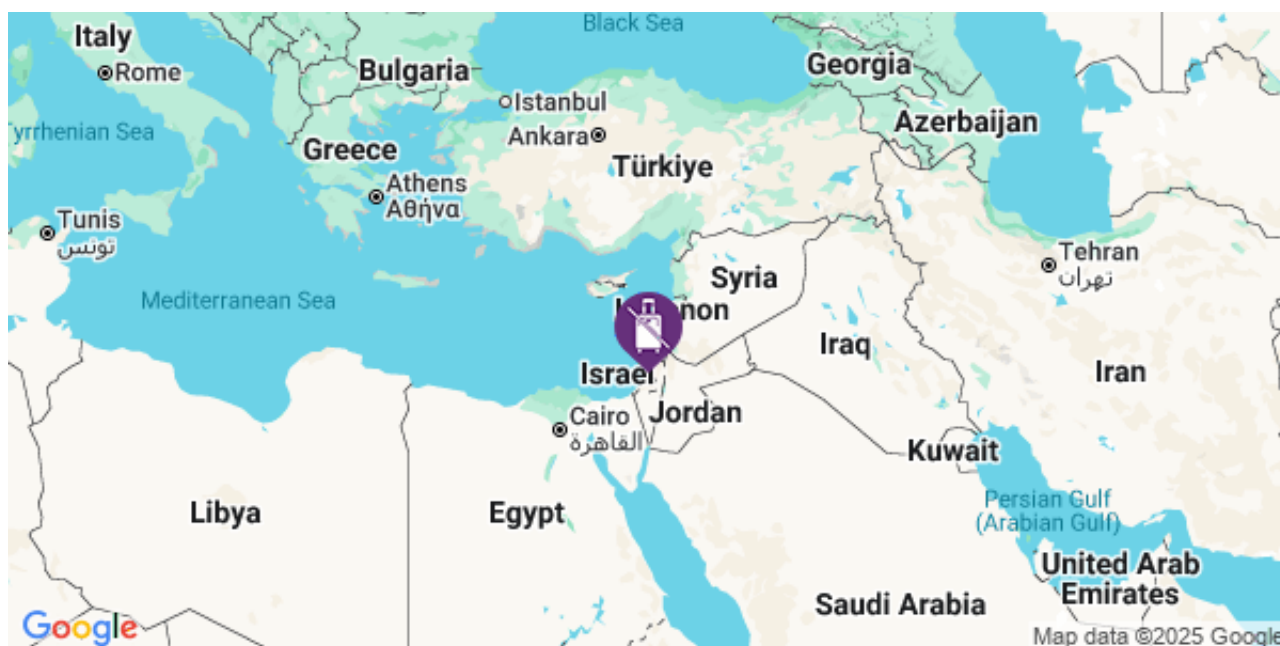 Black Sea
Italy
Rome
Georgia
Bulgaria
Istanbul
Azerbaijan
yrrhenian Sea
Ankara
Greece
Türkiye
Athens
Αθήνα
Tunis
تونس
Tehran
تهران
Syria
Mediterranean Sea
non
Iraq
Israel
Iran
Cairo
القاهرة
Jordan
Kuwait
Persian Gulf
(Arabian Gulf)
Libya
Egypt
United Arab
Emirates
Saudi Arabia
Google
Map data ©2025 Google